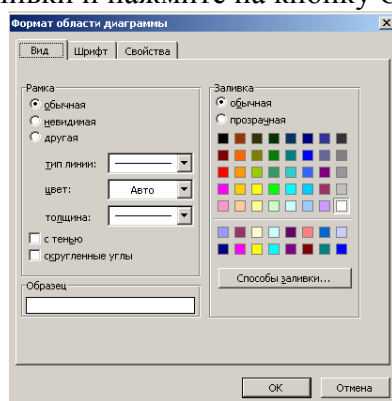 ивки и нажмите на кнопку
Формат области диаграммы
Вид Шрифт Свойства
Рамка
обычная
невидимая
другая
тип линии:
цвет: Авто
толщина:
с тенью
скругленные углы
Образец
Заливка
обычная
прозрачная
Способы заливки...
OK Отмена